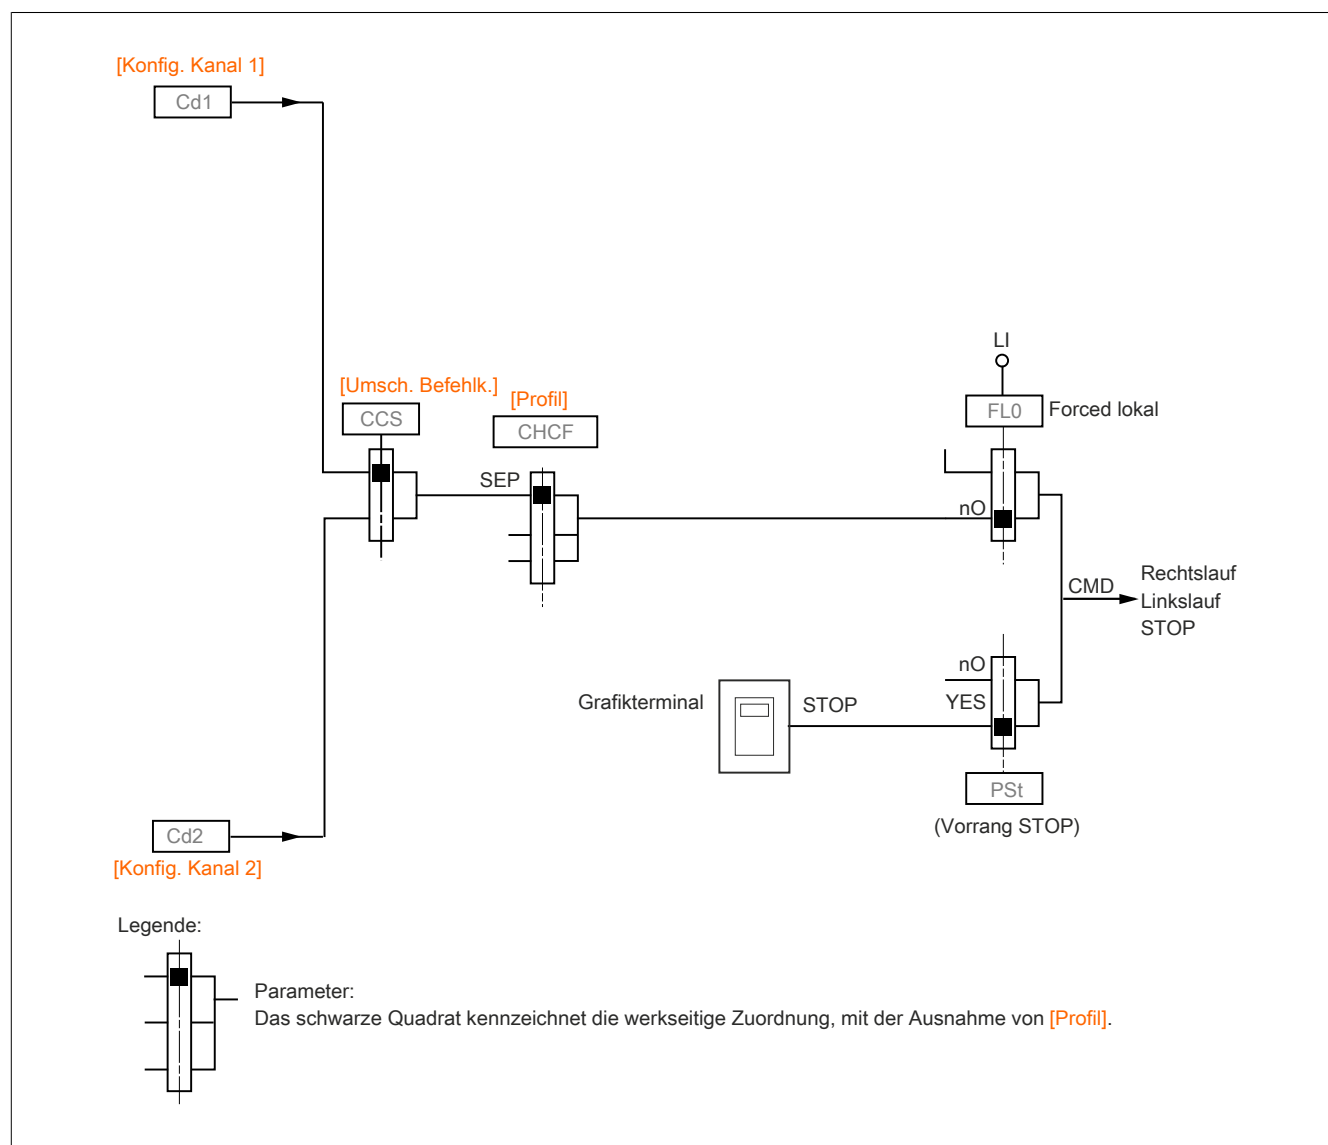 [Konfig. Kanal 1]
Cd1
LI
[Umsch. Befehlk.]
[Profil]
CCS
CHCF
FL0 Forced lokal
SEP
nO
CMD
Rechtslauf
Linkslauf
STOP
nO
Grafikterminal
STOP
YES
PSt
(Vorrang STOP)
Cd2
[Konfig. Kanal 2]
Legende:
Parameter:
Das schwarze Quadrat kennzeichnet die werkseitige Zuordnung, mit der Ausnahme von [Profil].